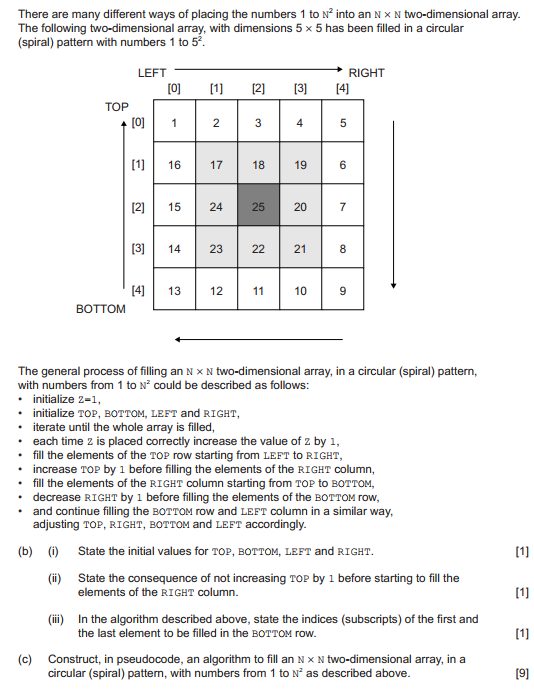 There are many different ways of placing the numbers 1 to N² into an N × N two-dimensional array.
The following two-dimensional array, with dimensions 5 × 5 has been filled in a circular
(spiral) pattern with numbers 1 to 5².
LEFT RIGHT
[0] [1] [2] [3] [4]
TOP
[0] 1 2 3 4 5
[1] 16 17 18 19 6
[2] 15 24 25 20 7
[3] 14 23 22 21 8
[4] 13 12 11 10 9
BOTTOM
The general process of filling an N × N two-dimensional array, in a circular (spiral) pattern,
with numbers from 1 to N² could be described as follows:
• initialize Z=1,
• initialize TOP, BOTTOM, LEFT and RIGHT,
• iterate until the whole array is filled,
• each time Z is placed correctly increase the value of Z by 1,
• fill the elements of the TOP row starting from LEFT to RIGHT,
• increase TOP by 1 before filling the elements of the RIGHT column,
• fill the elements of the RIGHT column starting from TOP to BOTTOM,
• decrease RIGHT by 1 before filling the elements of the BOTTOM row,
• and continue filling the BOTTOM row and LEFT column in a similar way,
adjusting TOP, RIGHT, BOTTOM and LEFT accordingly.
(b) (i) State the initial values for TOP, BOTTOM, LEFT and RIGHT. [1]
(ii) State the consequence of not increasing TOP by 1 before starting to fill the
elements of the RIGHT column. [1]
(iii) In the algorithm described above, state the indices (subscripts) of the first and
the last element to be filled in the BOTTOM row. [1]
(c) Construct, in pseudocode, an algorithm to fill an N × N two-dimensional array, in a
circular (spiral) pattern, with numbers from 1 to N² as described above. [9]